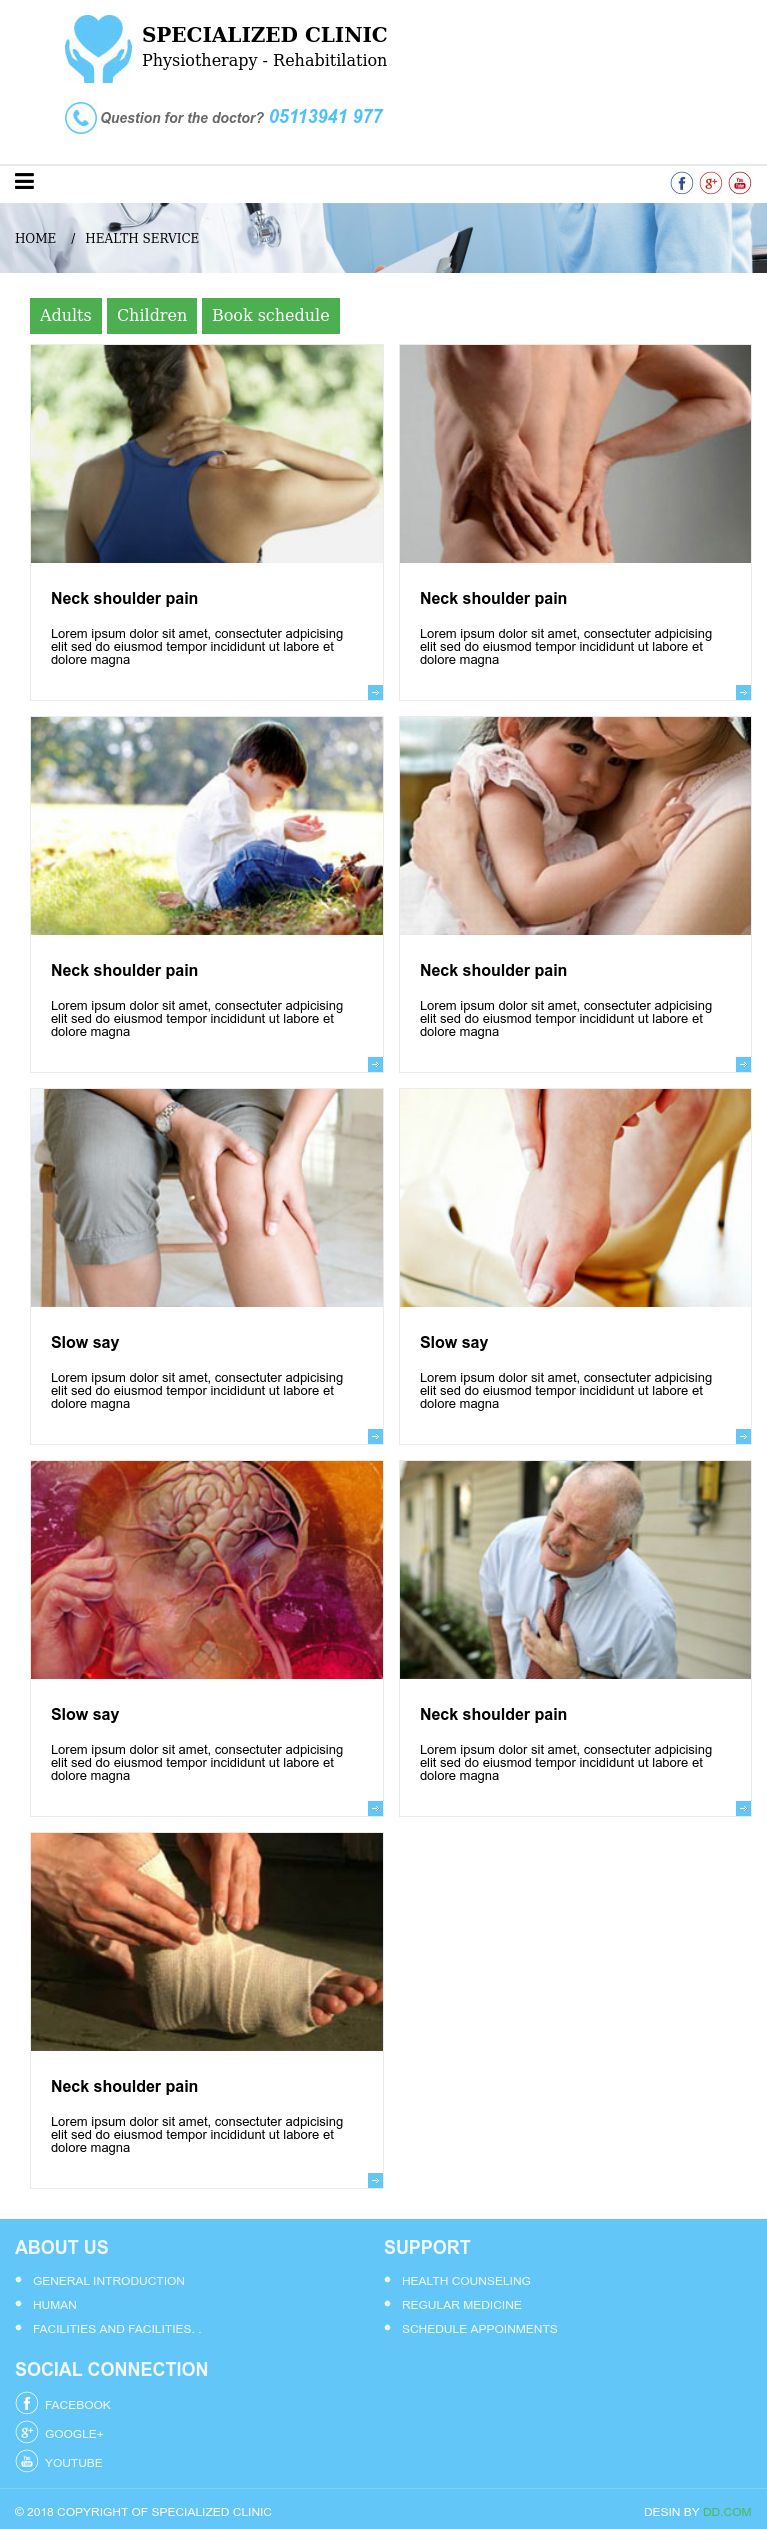 SPECIALIZED CLINIC
Physiotherapy - Rehabitilation
Question for the doctor? 05113941 977
HOME / HEALTH SERVICE
Adults Children Book schedule
Neck shoulder pain
Lorem ipsum dolor sit amet, consectuter adpicising
elit sed do eiusmod tempor incididunt ut labore et
dolore magna
Neck shoulder pain
Lorem ipsum dolor sit amet, consectuter adpicising
elit sed do eiusmod tempor incididunt ut labore et
dolore magna
Neck shoulder pain
Lorem ipsum dolor sit amet, consectuter adpicising
elit sed do eiusmod tempor incididunt ut labore et
dolore magna
Neck shoulder pain
Lorem ipsum dolor sit amet, consectuter adpicising
elit sed do eiusmod tempor incididunt ut labore et
dolore magna
Slow say
Lorem ipsum dolor sit amet, consectuter adpicising
elit sed do eiusmod tempor incididunt ut labore et
dolore magna
Slow say
Lorem ipsum dolor sit amet, consectuter adpicising
elit sed do eiusmod tempor incididunt ut labore et
dolore magna
Slow say
Lorem ipsum dolor sit amet, consectuter adpicising
elit sed do eiusmod tempor incididunt ut labore et
dolore magna
Neck shoulder pain
Lorem ipsum dolor sit amet, consectuter adpicising
elit sed do eiusmod tempor incididunt ut labore et
dolore magna
Neck shoulder pain
Lorem ipsum dolor sit amet, consectuter adpicising
elit sed do eiusmod tempor incididunt ut labore et
dolore magna
ABOUT US
GENERAL INTRODUCTION
HUMAN
FACILITIES AND FACILITIES. .
SUPPORT
HEALTH COUNSELING
REGULAR MEDICINE
SCHEDULE APPOINMENTS
SOCIAL CONNECTION
FACEBOOK
GOOGLE+
YOUTUBE
© 2018 COPYRIGHT OF SPECIALIZED CLINIC
DESIN BY DD.COM